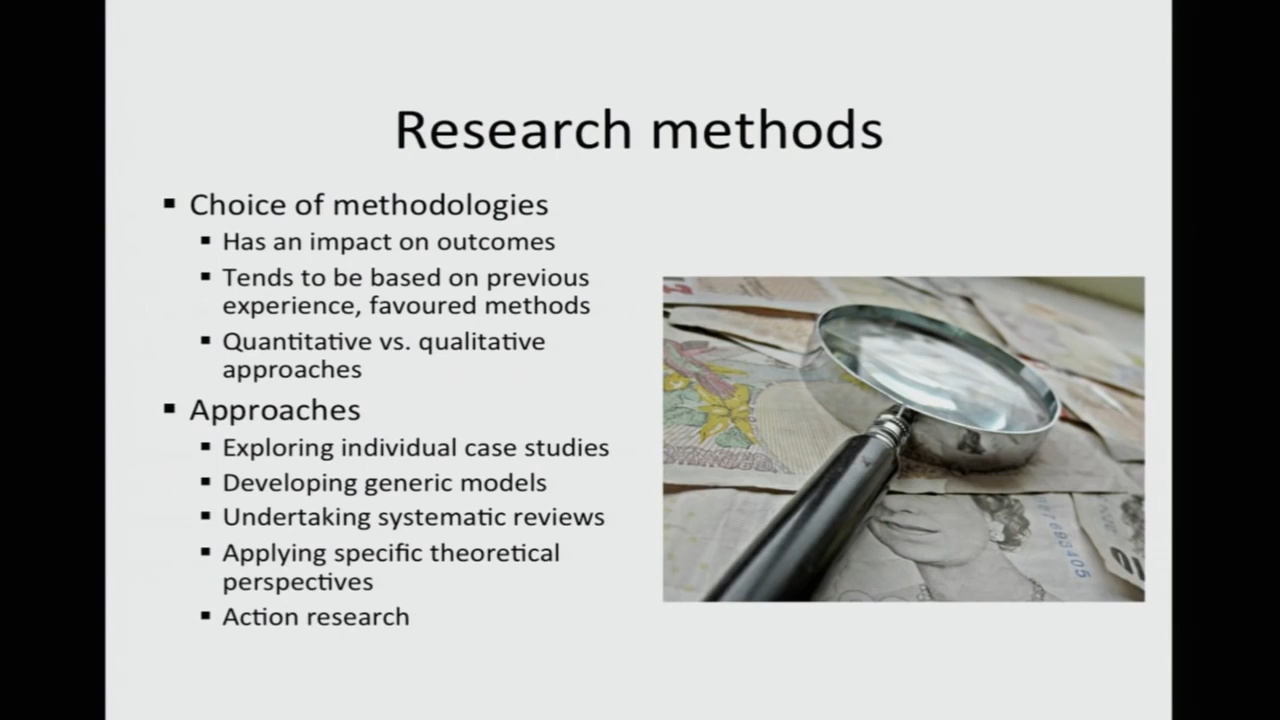 Research methods
▪ Choice of methodologies
▪ Has an impact on outcomes
▪ Tends to be based on previous
experience, favoured methods
▪ Quantitative vs. qualitative
approaches
▪ Approaches
▪ Exploring individual case studies
▪ Developing generic models
▪ Undertaking systematic reviews
▪ Applying specific theoretical
perspectives
▪ Action research